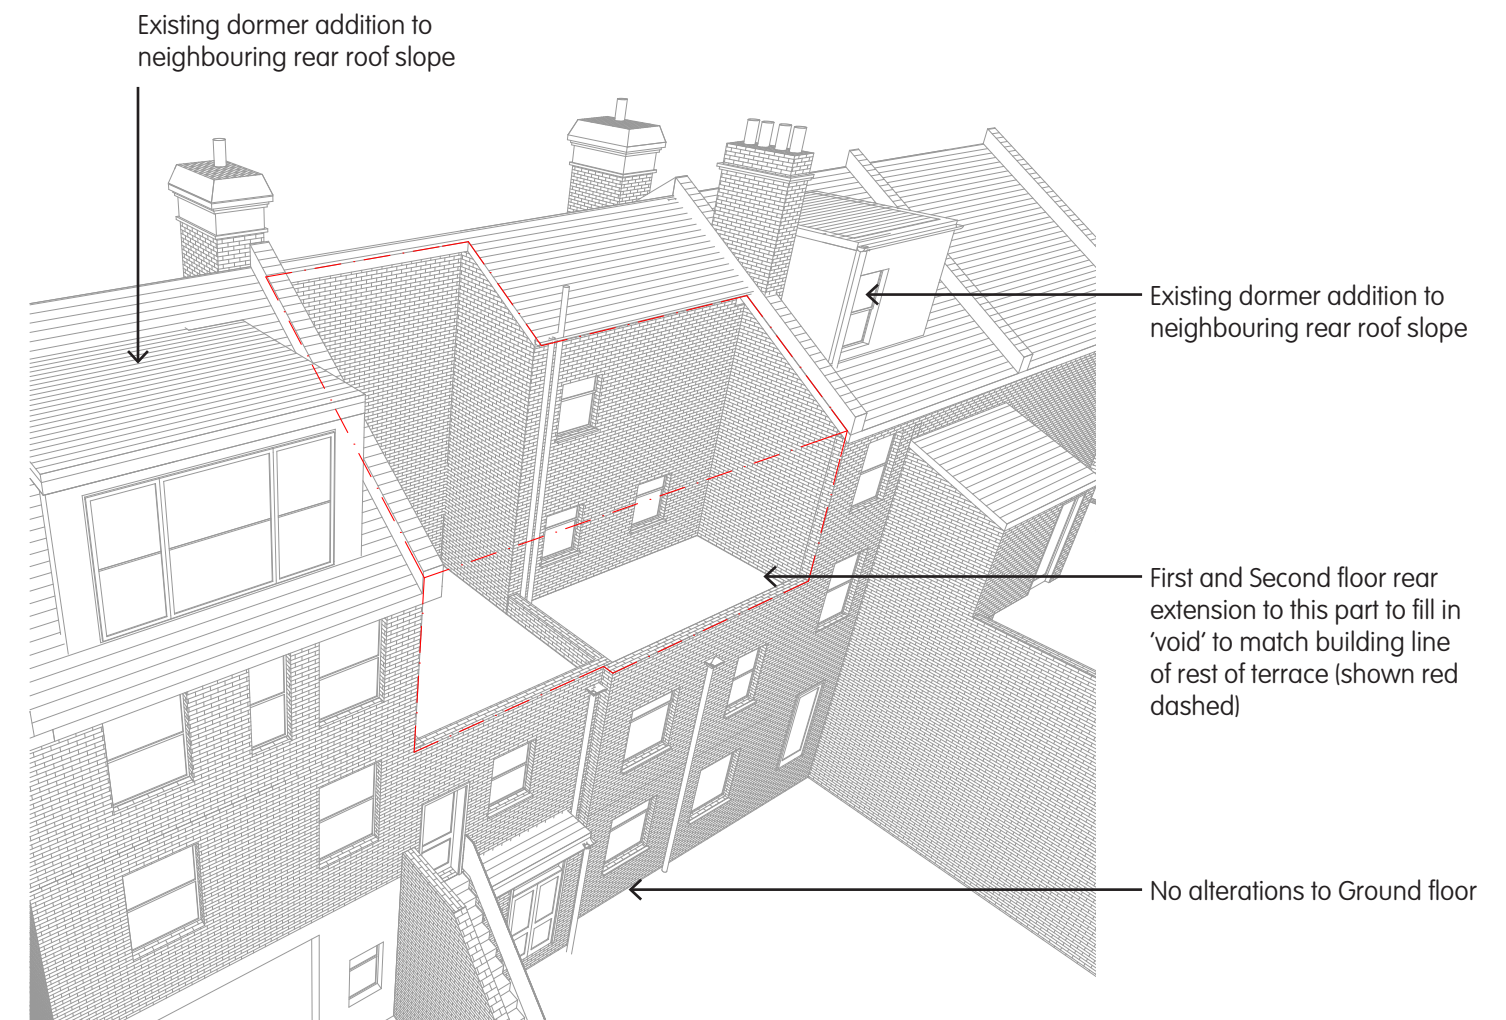 Existing dormer addition to
neighbouring rear roof slope
Existing dormer addition to
neighbouring rear roof slope
First and Second floor rear
extension to this part to fill in
‘void’ to match building line
of rest of terrace (shown red
dashed)
No alterations to Ground floor